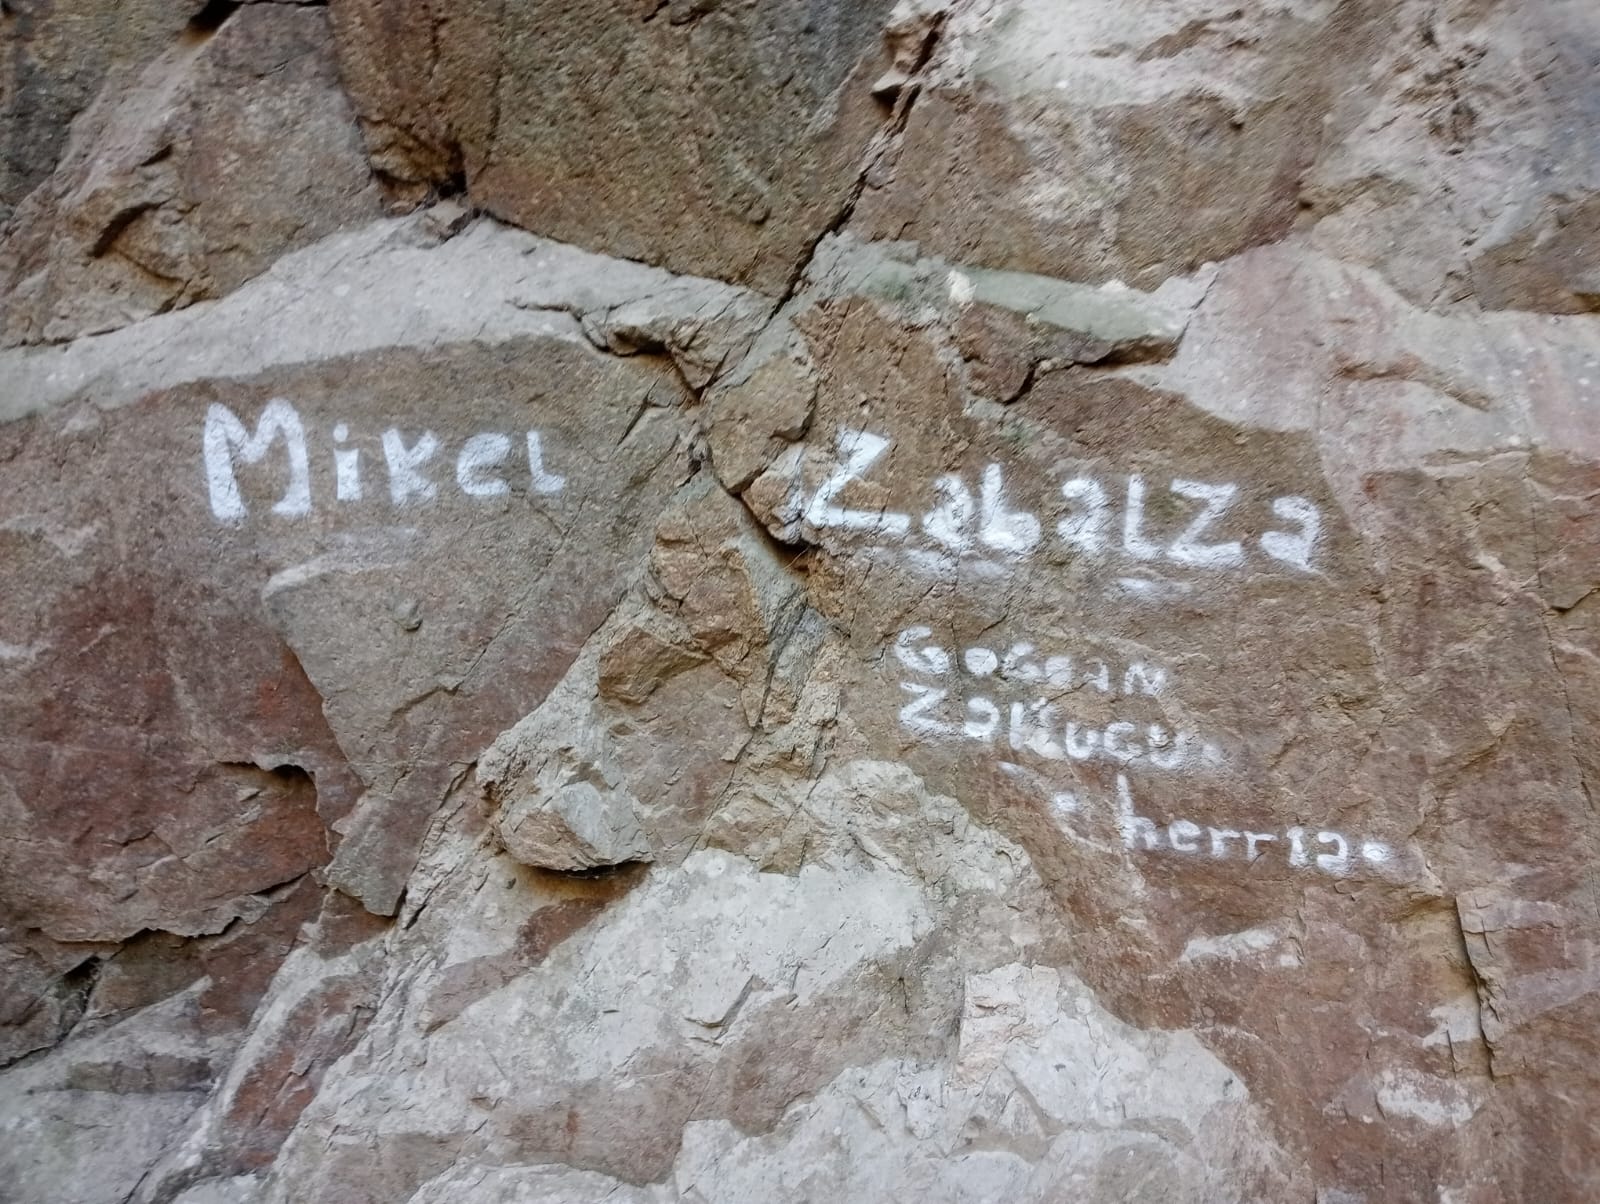 Mikel Zabalza
Gogoan
Zaitugu
herria